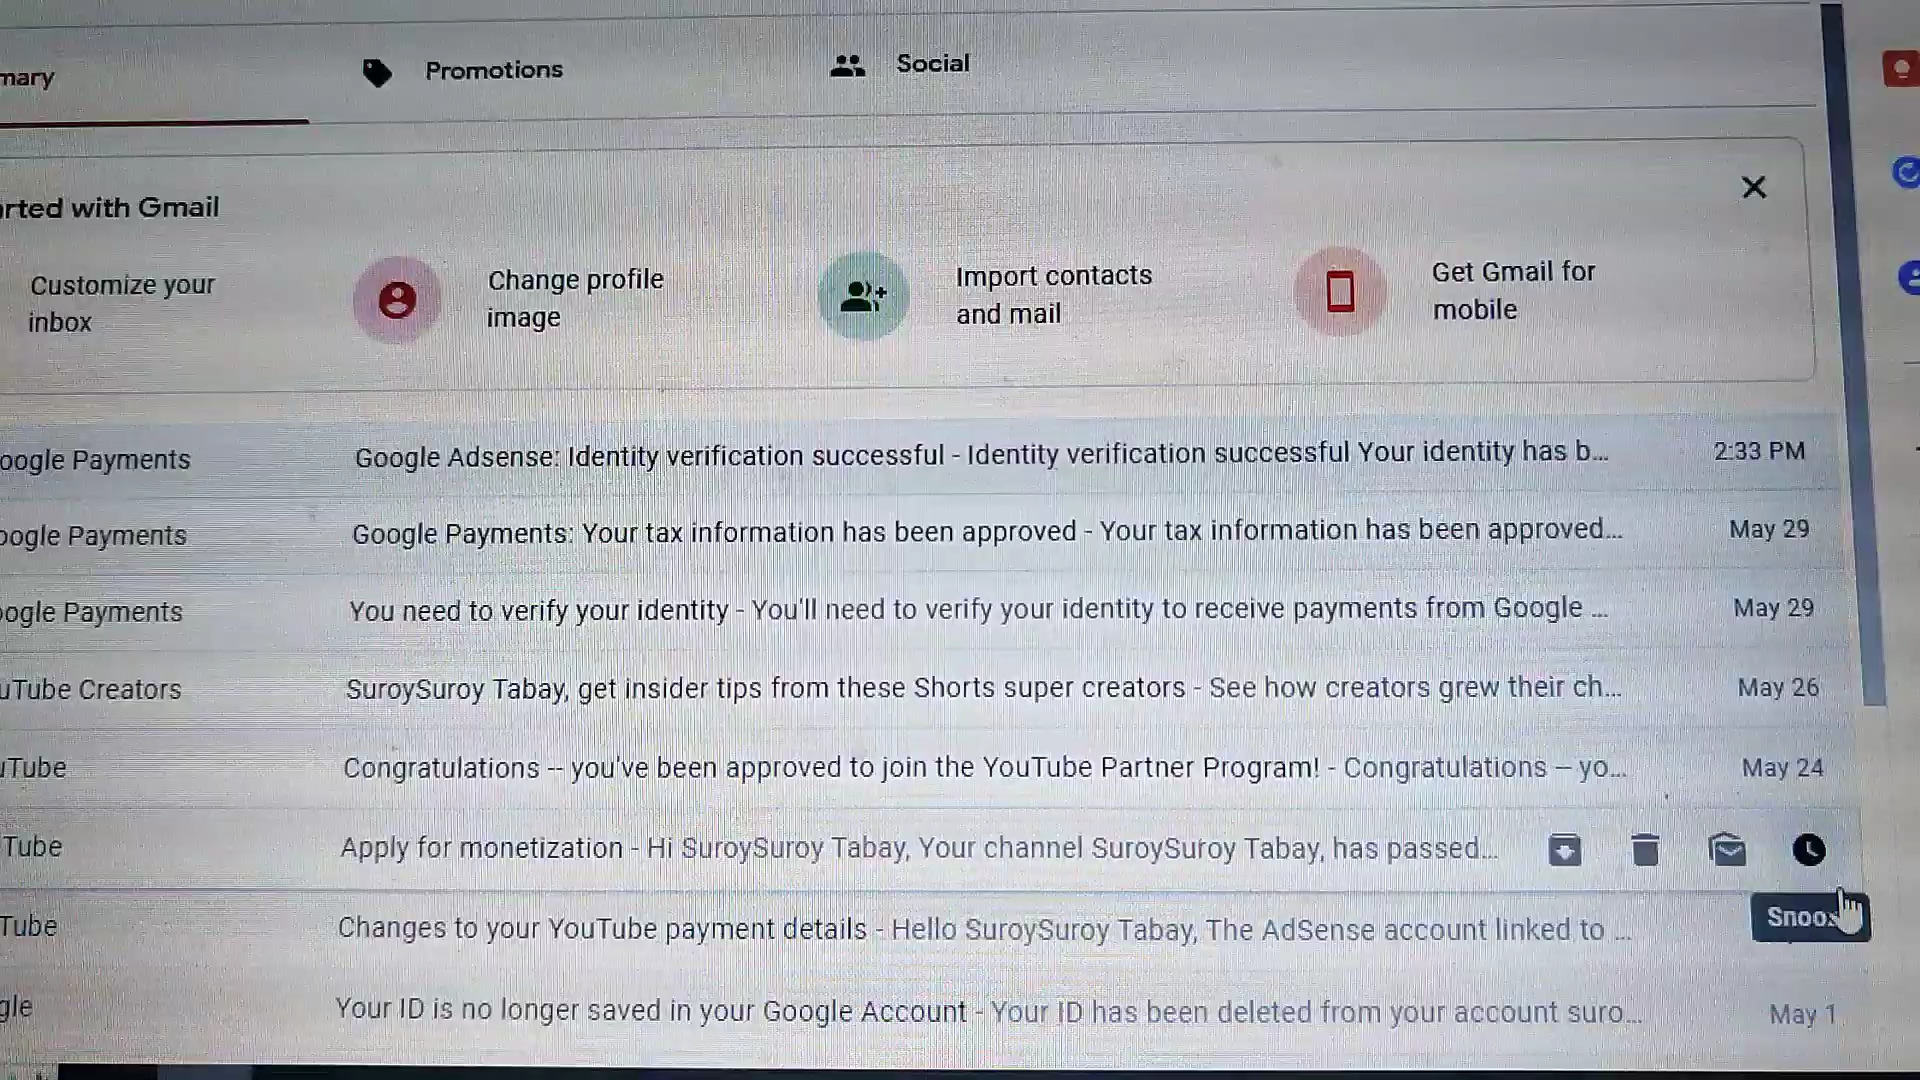 mary
Promotions
Social
arted with Gmail
Customize your
inbox
Change profile
image
Import contacts
and mail
Get Gmail for
mobile
oogle Payments Google Adsense: Identity verification successful - Identity verification successful Your identity has b... 2:33 PM
oogle Payments Google Payments: Your tax information has been approved - Your tax information has been approved... May 29
oogle Payments You need to verify your identity - You'll need to verify your identity to receive payments from Google ... May 29
uTube Creators SuroySuroy Tabay, get insider tips from these Shorts super creators - See how creators grew their ch... May 26
uTube Congratulations -- you've been approved to join the YouTube Partner Program! - Congratulations – yo... May 24
Tube Apply for monetization - Hi SuroySuroy Tabay, Your channel SuroySuroy Tabay, has passed...
Tube Changes to your YouTube payment details - Hello SuroySuroy Tabay, The AdSense account linked to ...
Snooz
gle Your ID is no longer saved in your Google Account - Your ID has been deleted from your account suro... May 1